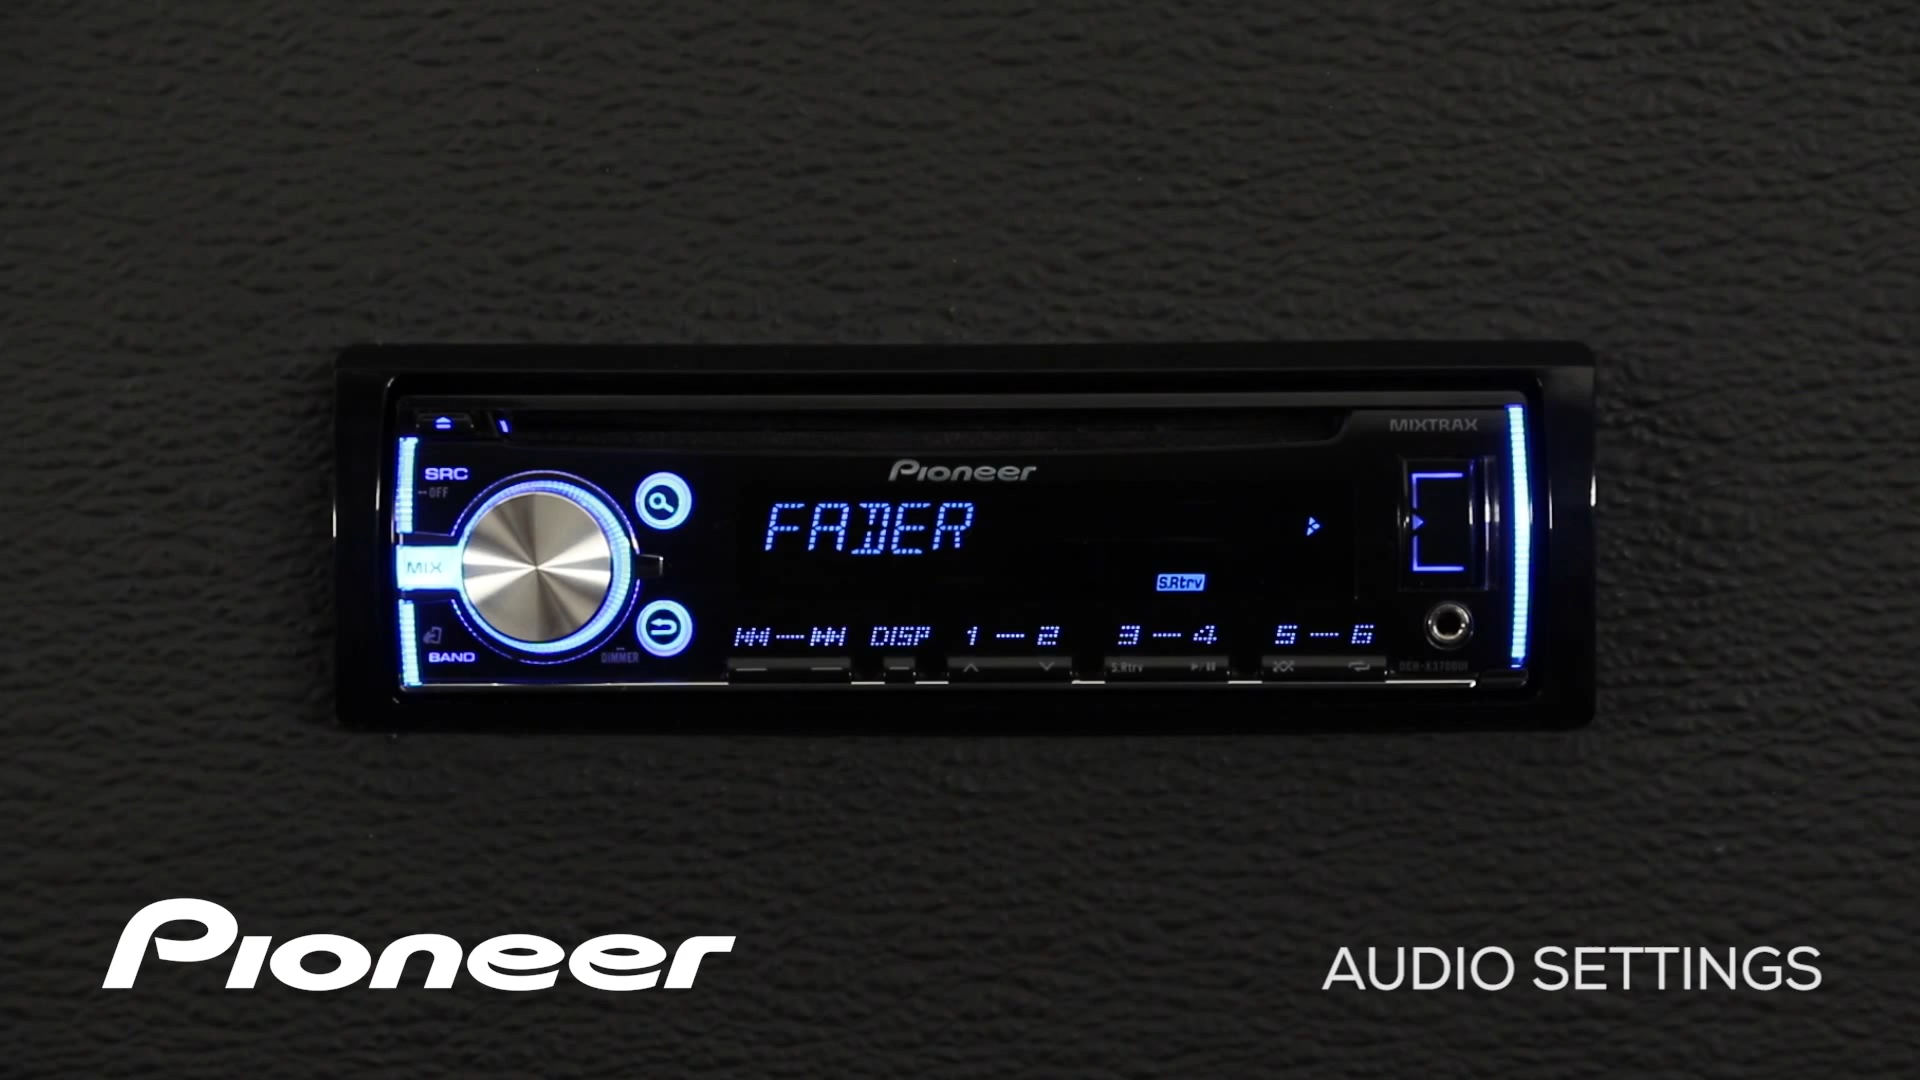 MIXTRAX
SRC
OFF
Pioneer
FADER
MIX
S.Rtrv
DISP 1 2 3 4 5 6
BAND
DIMMER
S.Rtrv
Pioneer
AUDIO SETTINGS